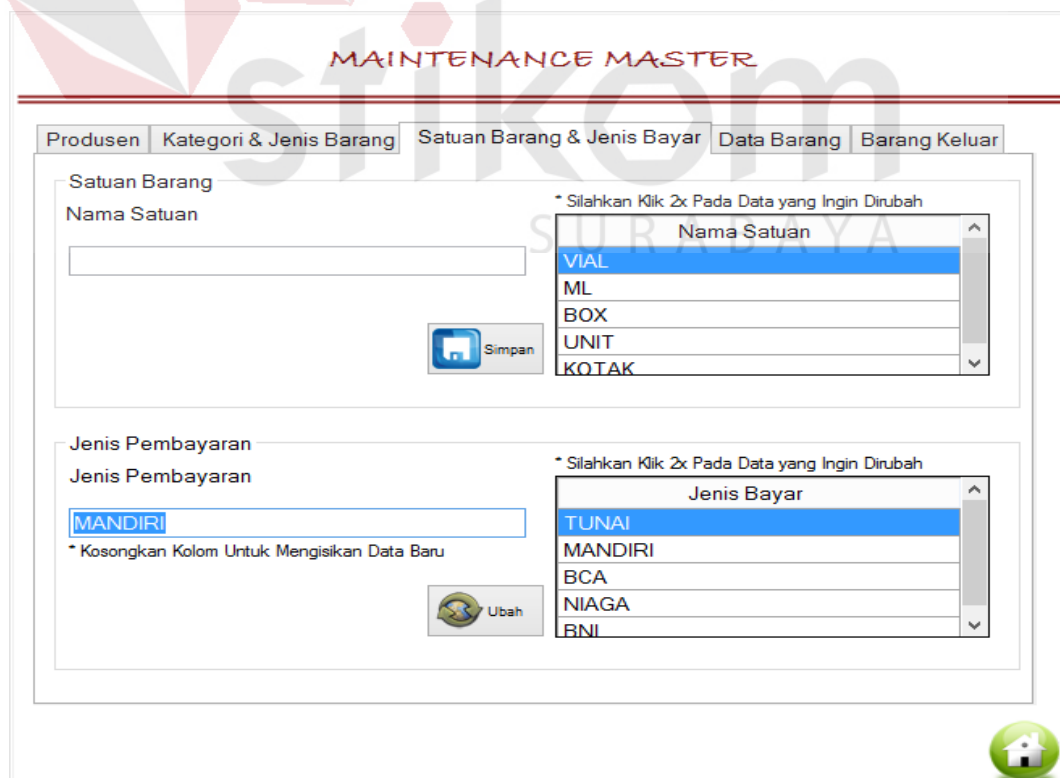 MAINTENANCE MASTER
stikom
SURABAYA
Produsen
Kategori & Jenis Barang
Satuan Barang & Jenis Bayar
Data Barang
Barang Keluar
Satuan Barang
Nama Satuan
* Silahkan Klik 2x Pada Data yang Ingin Dirubah
Nama Satuan
VIAL
ML
BOX
UNIT
KOTAK
Simpan
Jenis Pembayaran
Jenis Pembayaran
MANDIRI
* Kosongkan Kolom Untuk Mengisikan Data Baru
Ubah
* Silahkan Klik 2x Pada Data yang Ingin Dirubah
Jenis Bayar
TUNAI
MANDIRI
BCA
NIAGA
BNI